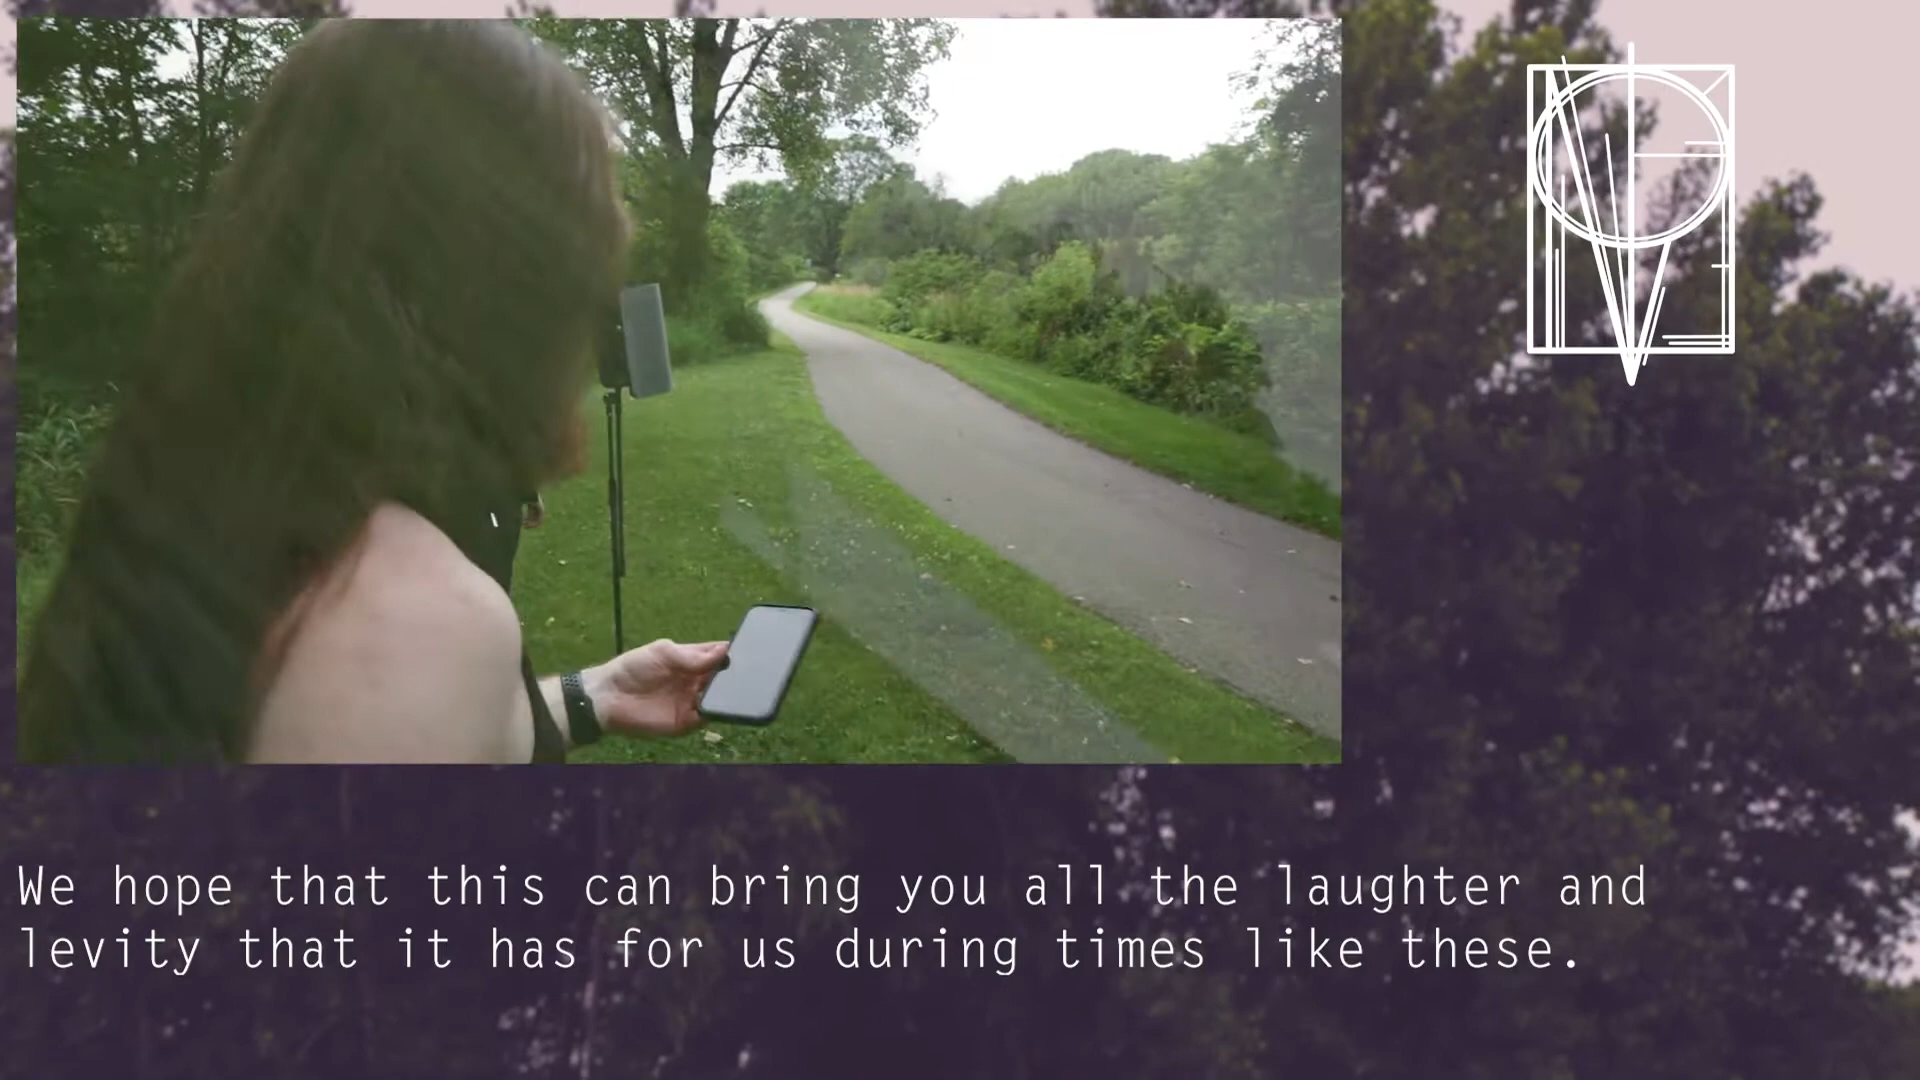 We hope that this can bring you all the laughter and
levity that it has for us during times like these.